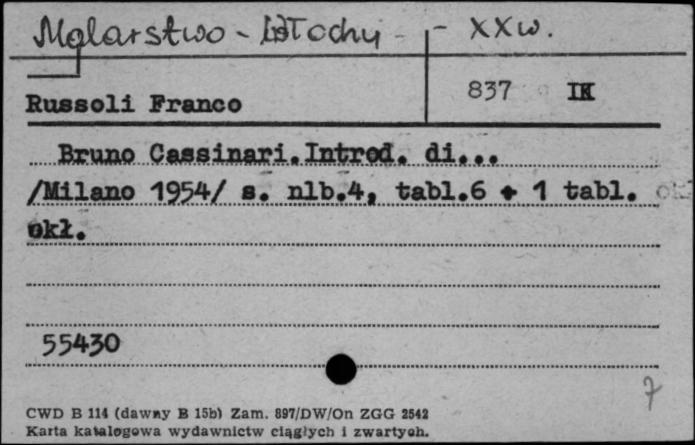 Malarstwo - Włochy - - XXw.
Russoli Franco
837 IX
Bruno Cassinari.Introd. di...
/Milano 1954/ s. nlb.4, tabl.6 + 1 tabl.
okł.
55430
7
CWD B 114 (dawny B 15b) Zam. 897/DW/On ZGG 2542
Karta katalogowa wydawnictw ciągłych i zwartych.